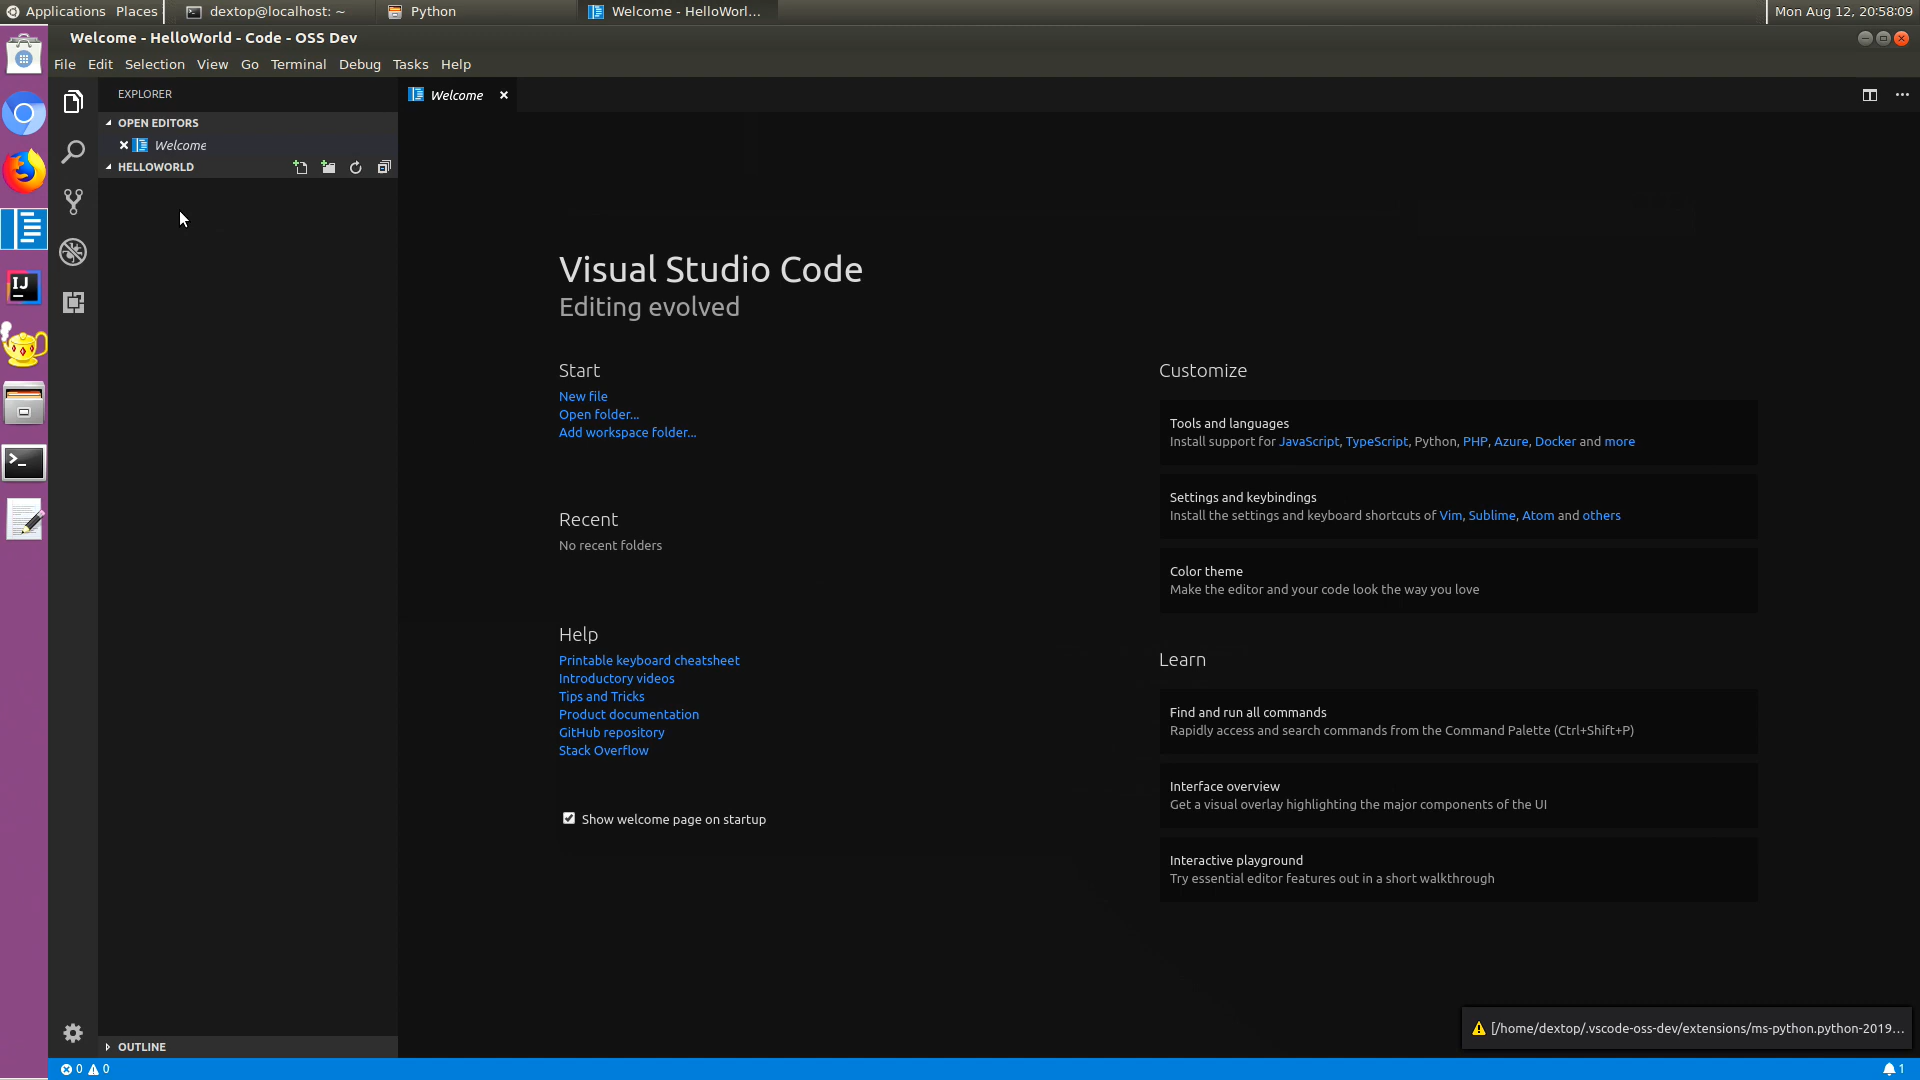 Applications Places dextop@localhost: ~ Python Welcome - HelloWorl... Mon Aug 12, 20:58:09
Welcome - HelloWorld - Code - OSS Dev
File Edit Selection View Go Terminal Help Debug Tasks Help
EXPLORER
Welcome
OPEN EDITORS
Welcome
HELLOWORLD
IJ
>_
Visual Studio Code
Editing evolved
Start
New file
Open folder...
Add workspace folder...
Recent
No recent folders
Help
Printable keyboard cheatsheet
Introductory videos
Tips and Tricks
Product documentation
GitHub repository
Stack Overflow
Show welcome page on startup
Customize
Tools and languages
Install support for JavaScript, TypeScript, Python, PHP, Azure, Docker and more
Settings and keybindings
Install the settings and keyboard shortcuts of Vim, Sublime, Atom and others
Color theme
Make the editor and your code look the way you love
Learn
Find and run all commands
Rapidly access and search commands from the Command Palette (Ctrl+Shift+P)
Interface overview
Get a visual overlay highlighting the major components of the UI
Interactive playground
Try essential editor features out in a short walkthrough
[/home/dextop/.vscode-oss-dev/extensions/ms-python.python-2019...
OUTLINE
0 0 1